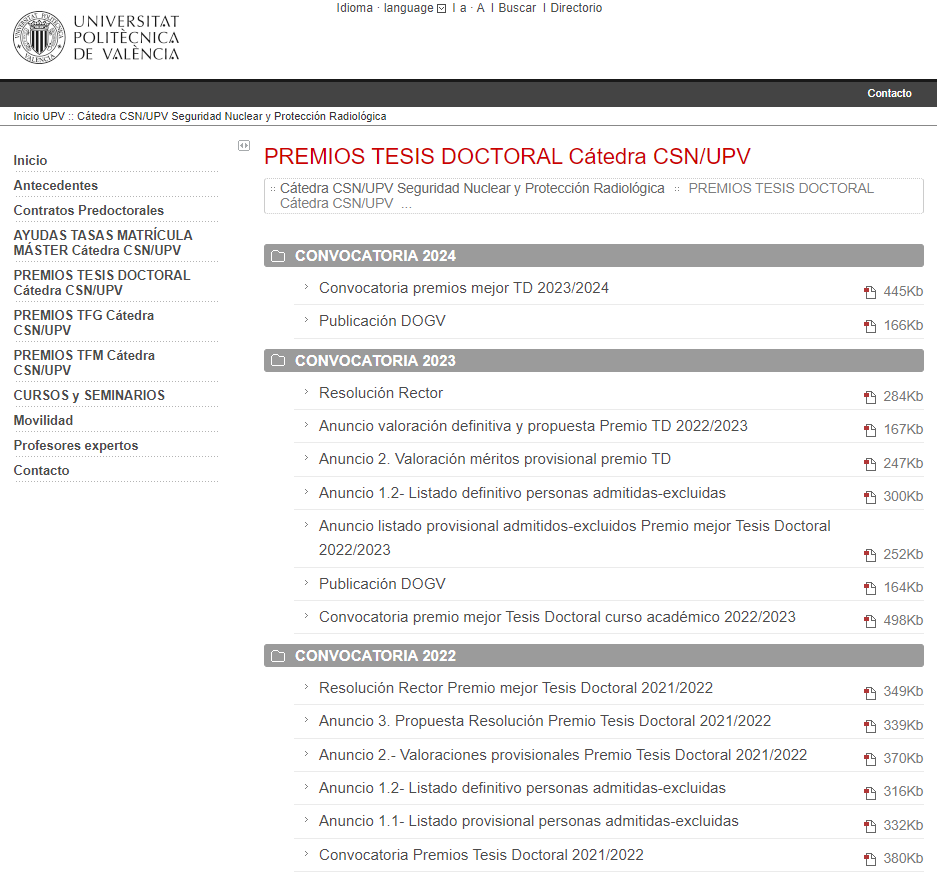 Idioma · language I a · A I Buscar I Directorio
UNIVERSITAT
POLITÈCNICA
DE VALÈNCIA
Contacto
Inicio UPV :: Cátedra CSN/UPV Seguridad Nuclear y Protección Radiológica
Inicio
Antecedentes
Contratos Predoctorales
AYUDAS TASAS MATRÍCULA
MÁSTER Cátedra CSN/UPV
PREMIOS TESIS DOCTORAL
Cátedra CSN/UPV
PREMIOS TFG Cátedra
CSN/UPV
PREMIOS TFM Cátedra
CSN/UPV
CURSOS y SEMINARIOS
Movilidad
Profesores expertos
Contacto
PREMIOS TESIS DOCTORAL Cátedra CSN/UPV
:: Cátedra CSN/UPV Seguridad Nuclear y Protección Radiológica :: PREMIOS TESIS DOCTORAL
Cátedra CSN/UPV ...
CONVOCATORIA 2024
Convocatoria premios mejor TD 2023/2024 445Kb
Publicación DOGV 166Kb
CONVOCATORIA 2023
Resolución Rector 284Kb
Anuncio valoración definitiva y propuesta Premio TD 2022/2023 167Kb
Anuncio 2. Valoración méritos provisional premio TD 247Kb
Anuncio 1.2- Listado definitivo personas admitidas-excluidas 300Kb
Anuncio listado provisional admitidos-excluidos Premio mejor Tesis Doctoral
2022/2023 252Kb
Publicación DOGV 164Kb
Convocatoria premio mejor Tesis Doctoral curso académico 2022/2023 498Kb
CONVOCATORIA 2022
Resolución Rector Premio mejor Tesis Doctoral 2021/2022 349Kb
Anuncio 3. Propuesta Resolución Premio Tesis Doctoral 2021/2022 339Kb
Anuncio 2.- Valoraciones provisionales Premio Tesis Doctoral 2021/2022 370Kb
Anuncio 1.2- Listado definitivo personas admitidas-excluidas 316Kb
Anuncio 1.1- Listado provisional personas admitidas-excluidas 332Kb
Convocatoria Premios Tesis Doctoral 2021/2022 380Kb